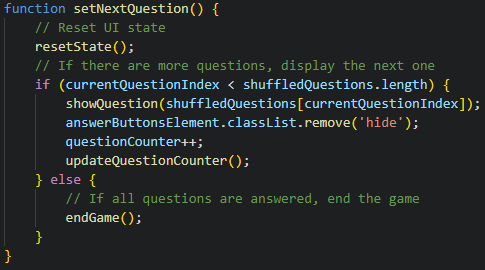 function setNextQuestion() {
    // Reset UI state
    resetState();
    // If there are more questions, display the next one
    if (currentQuestionIndex < shuffledQuestions.length) {
        showQuestion(shuffledQuestions[currentQuestionIndex]);
        answerButtonsElement.classList.remove('hide');
        questionCounter++;
        updateQuestionCounter();
    } else {
        // If all questions are answered, end the game
        endGame();
    }
}